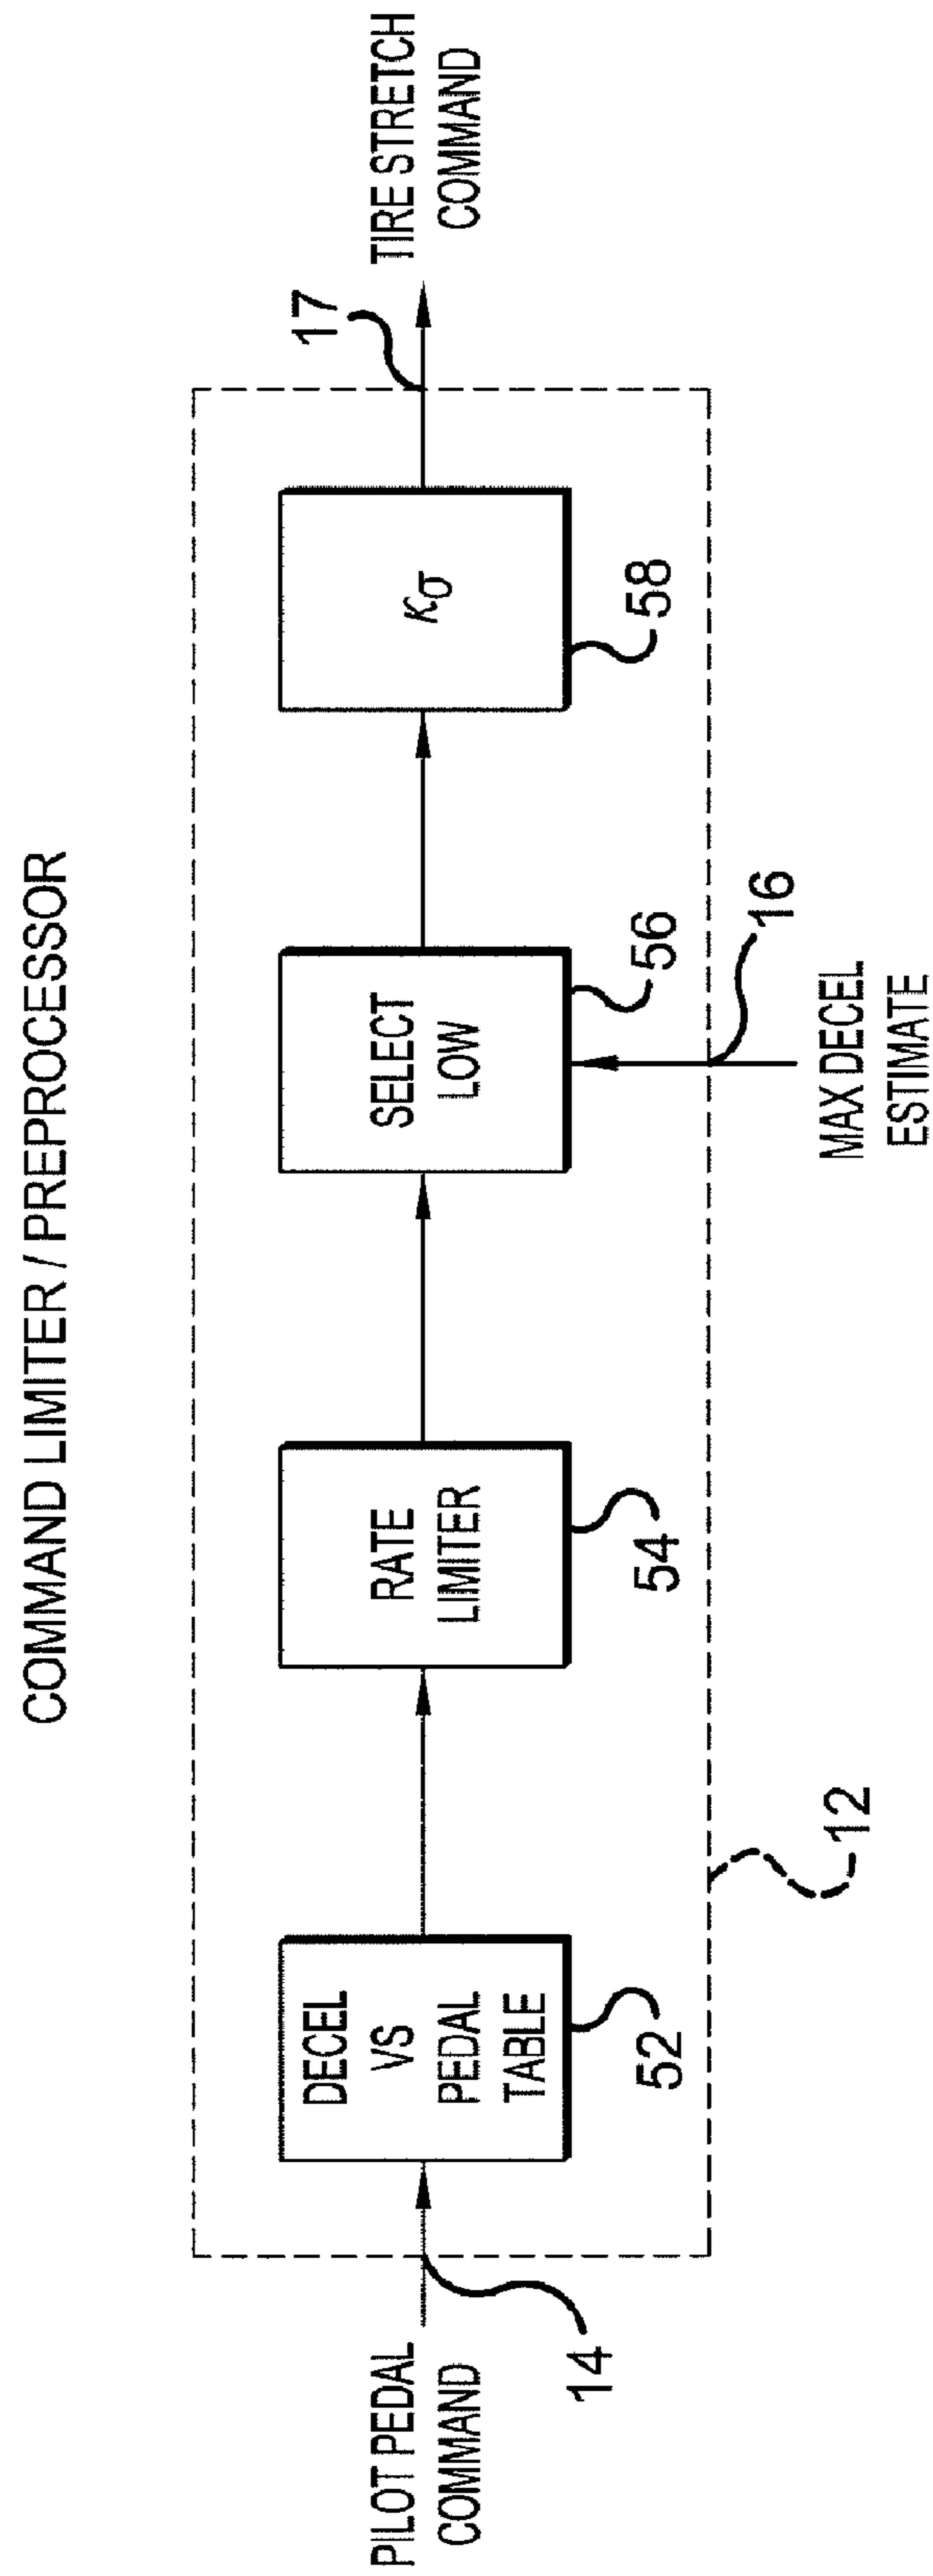 COMMAND LIMITER / PREPROCESSOR
PILOT PEDAL
COMMAND
14
DECEL
VS
PEDAL
TABLE
52
RATE
LIMITER
54
SELECT
LOW
56
κσ
58
17
TIRE STRETCH
COMMAND
12
16
MAX DECEL
ESTIMATE